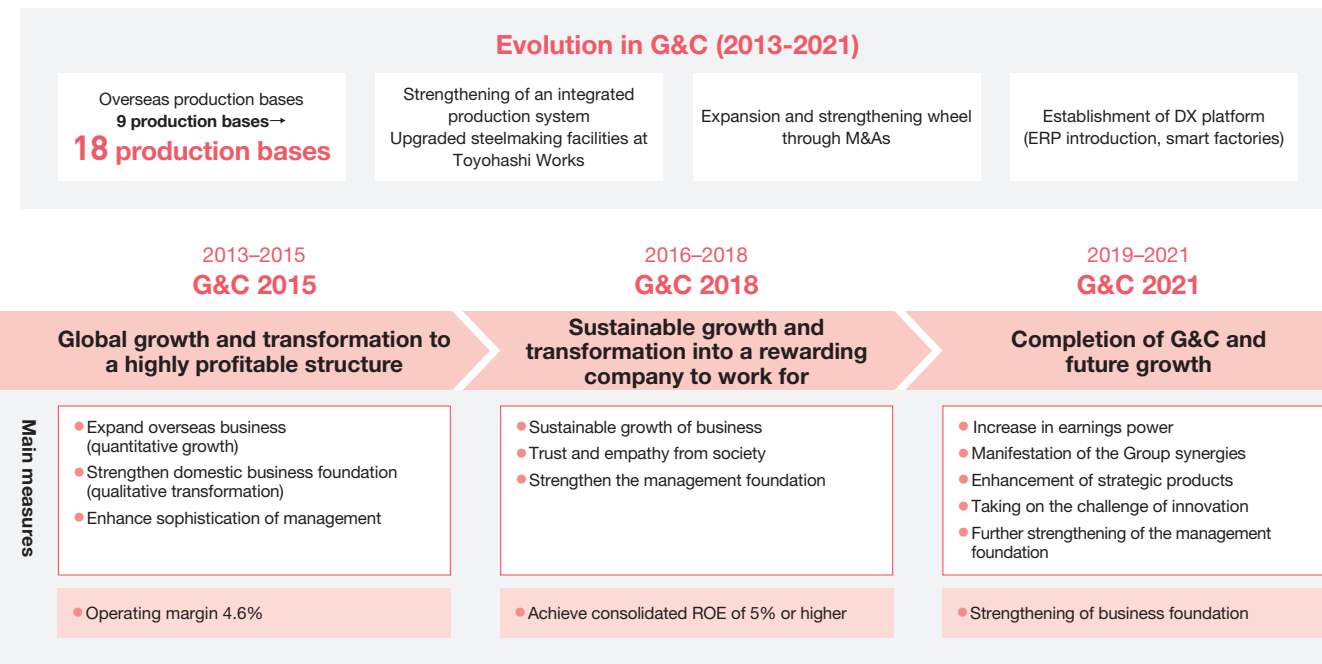 Evolution in G&C (2013-2021)
Overseas production bases
9 production bases→
18 production bases
Strengthening of an integrated
production system
Upgraded steelmaking facilities at
Toyohashi Works
Expansion and strengthening wheel
through M&As
Establishment of DX platform
(ERP introduction, smart factories)
2013–2015
G&C 2015
2016–2018
G&C 2018
2019–2021
G&C 2021
Global growth and transformation to
a highly profitable structure
Sustainable growth and
transformation into a rewarding
company to work for
Completion of G&C and
future growth
Main measures
● Expand overseas business
(quantitative growth)
● Strengthen domestic business foundation
(qualitative transformation)
● Enhance sophistication of management
● Sustainable growth of business
● Trust and empathy from society
● Strengthen the management foundation
● Increase in earnings power
● Manifestation of the Group synergies
● Enhancement of strategic products
● Taking on the challenge of innovation
● Further strengthening of the management
foundation
● Operating margin 4.6%
● Achieve consolidated ROE of 5% or higher
● Strengthening of business foundation